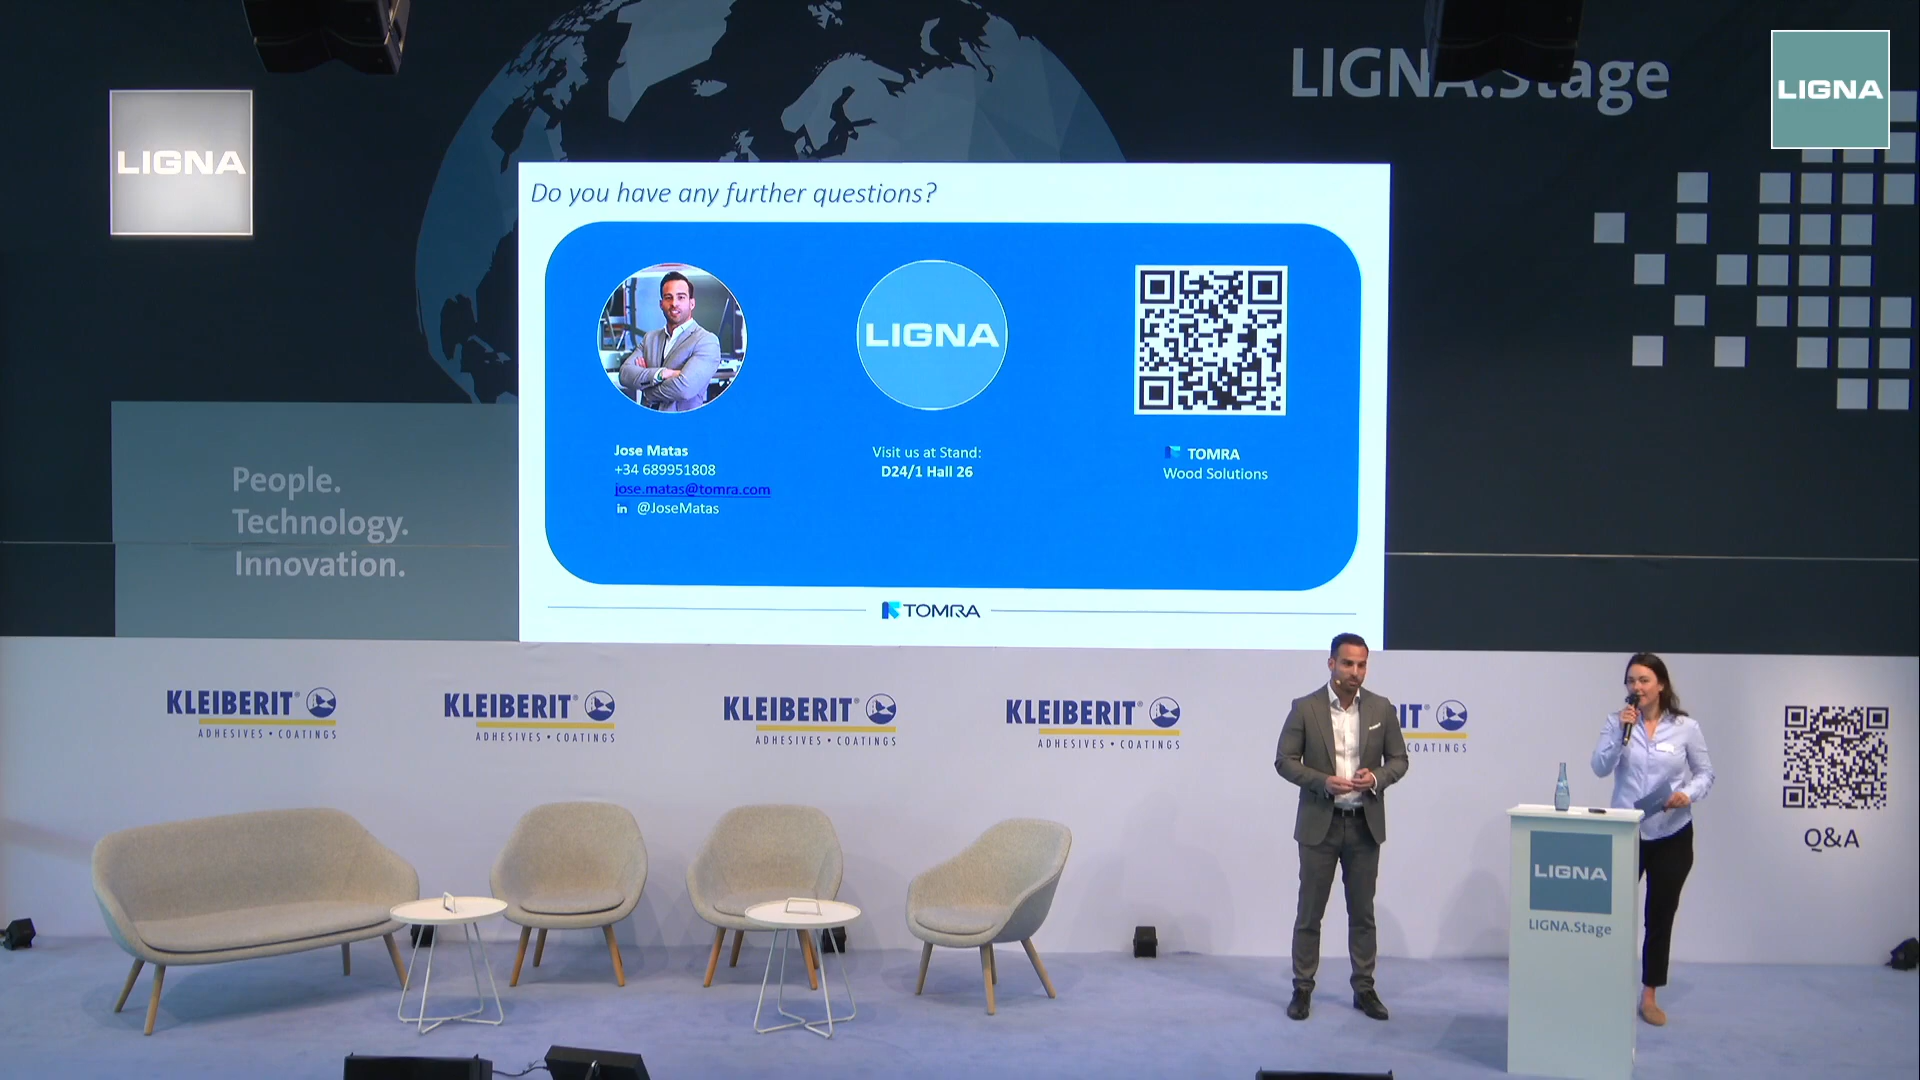 LIGNA.Stage
LIGNA
LIGNA
Do you have any further questions?
LIGNA
Jose Matas
+34 689951808
jose.matas@tomra.com
in @JoseMatas
Visit us at Stand:
D24/1 Hall 26
TOMRA
Wood Solutions
TOMRA
People.
Technology.
Innovation.
KLEIBERIT®
ADHESIVES • COATINGS
KLEIBERIT®
ADHESIVES • COATINGS
KLEIBERIT®
ADHESIVES • COATINGS
KLEIBERIT®
ADHESIVES • COATINGS
IT®
COATINGS
Q&A
LIGNA
LIGNA.Stage